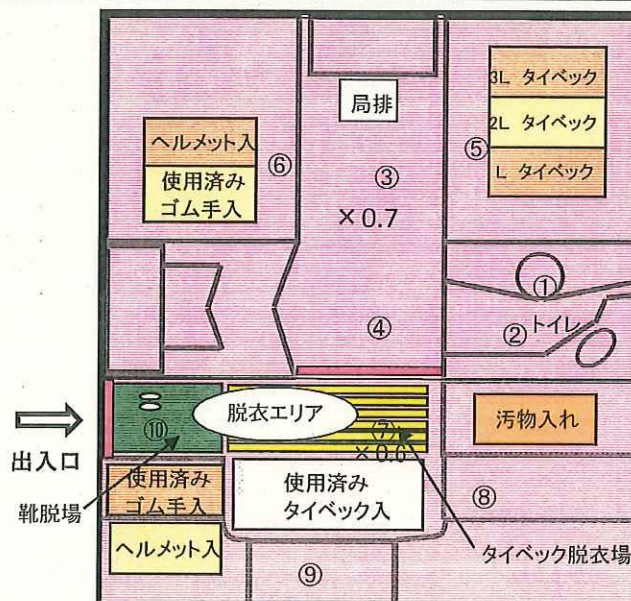 局排
3L タイベック
2L タイベック
L タイベック
⑤
ヘルメット入
使用済み
ゴム手入
⑥
③
×0.7
①
②
トイレ
④
出入口
⑩
脱衣エリア
⑦
×0.6
汚物入れ
靴脱場
使用済み
ゴム手入
ヘルメット入
使用済み
タイベック入
⑧
タイベック脱衣場
⑨